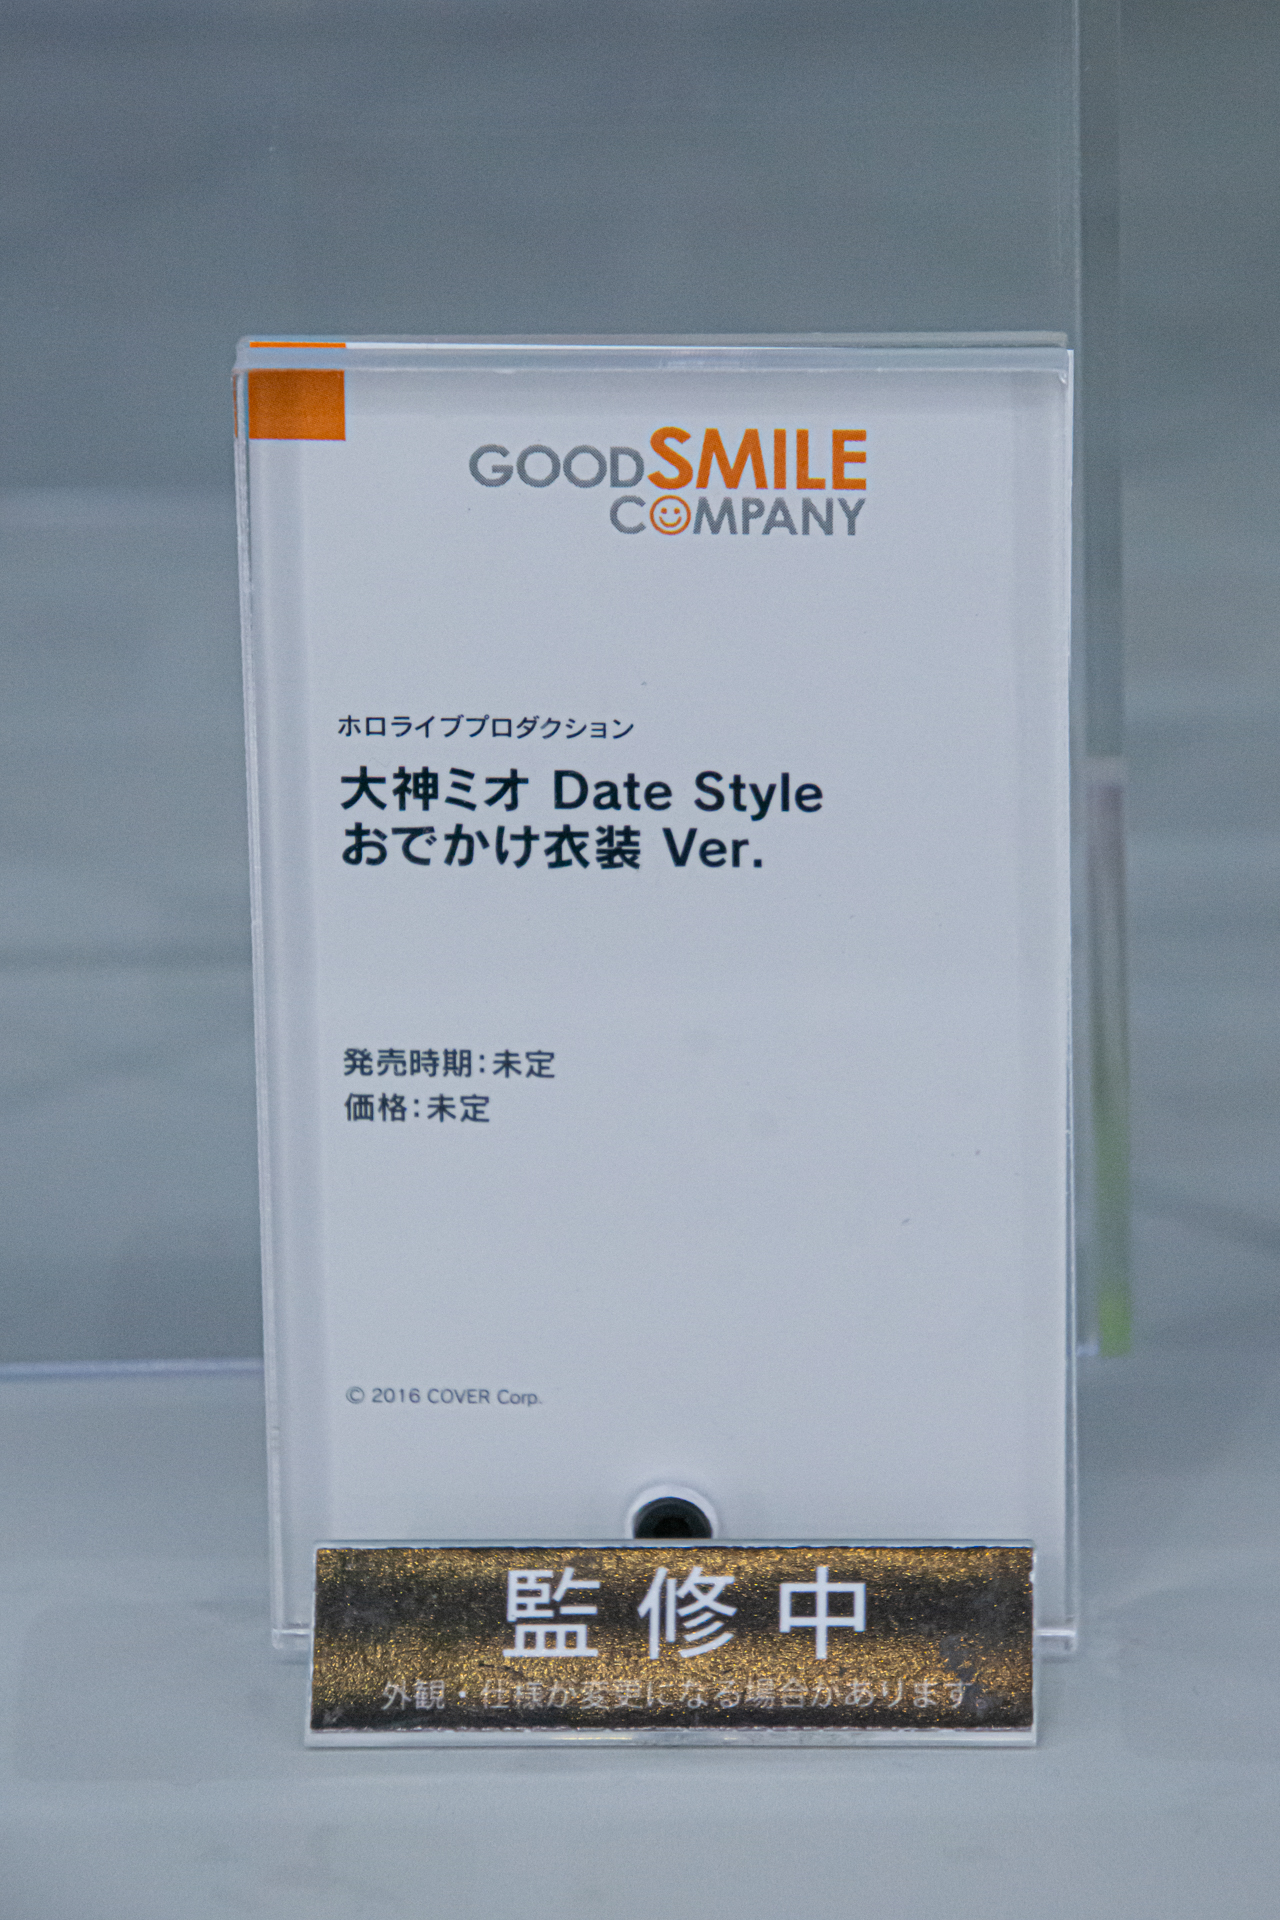 GOOD SMILE
COMPANY
ホロライブプロダクション
大神ミオ Date Style
おでかけ衣装 Ver.
発売時期：未定
価格：未定
© 2016 COVER Corp.
監修中
外観・仕様が変更になる場合があります。